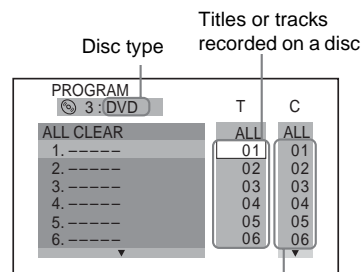 Titles or tracks
Disc type recorded on a disc
PROGRAM
3 : DVD T C
ALL CLEAR ALL ALL
1. ––––– 01 01
2. ––––– 02 02
3. ––––– 03 03
4. ––––– 04 04
5. ––––– 05 05
6. ––––– 06 06